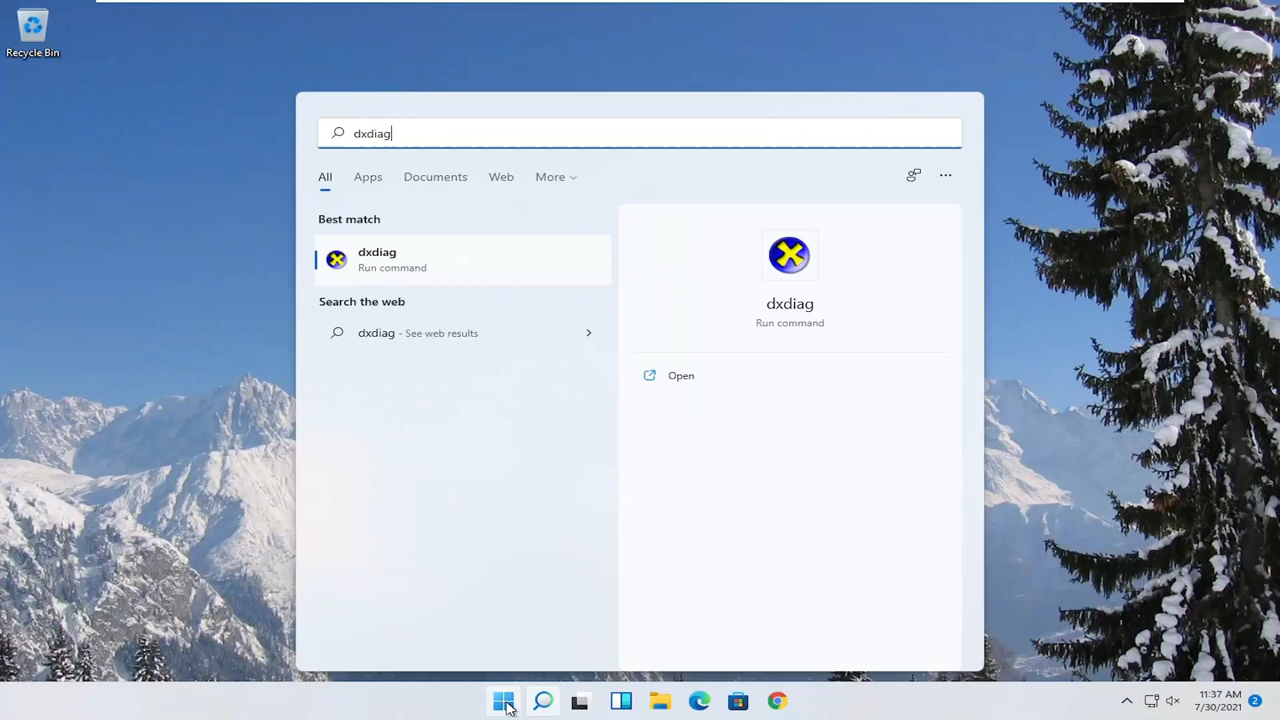 Recycle Bin
dxdiag
All Apps Documents Web More
Best match
dxdiag
Run command
Search the web
dxdiag - See web results
dxdiag
Run command
Open
11:37 AM
7/30/2021
2